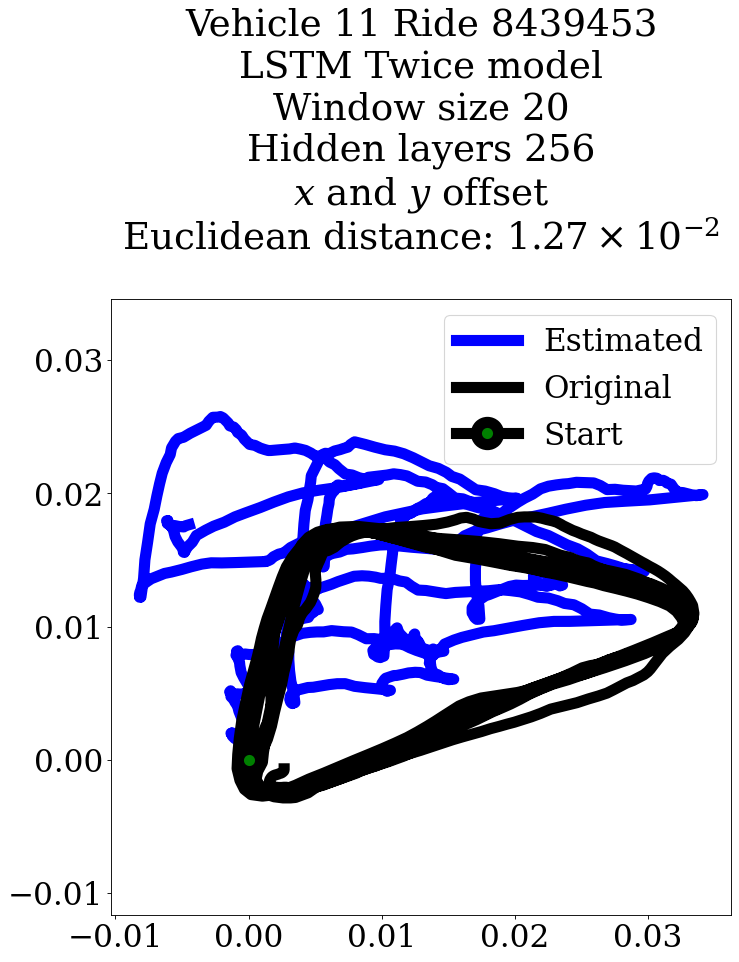 Vehicle 11 Ride 8439453
LSTM Twice model
Window size 20
Hidden layers 256
x and y offset
Euclidean distance: 1.27 × 10⁻²
Estimated
Original
Start
0.03
0.02
0.01
0.00
−0.01
−0.01 0.00 0.01 0.02 0.03